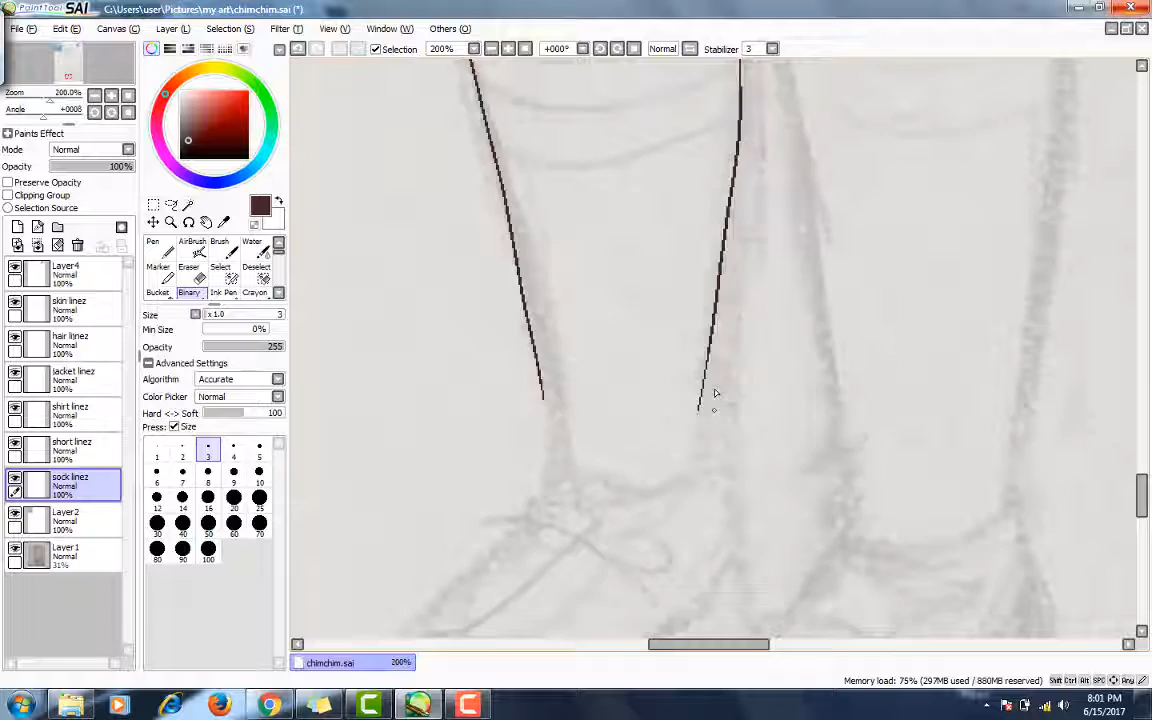 PaintTool SAI C:\Users\user\Pictures\my art\chimchim.sai (*)
File (F) Edit (E) Canvas (C) Layer (L) Selection (S) Filter (T) View (V) Window (W) Others (O)
Selection 200% +000° Normal Stabilizer 3
Zoom 200.0%
Angle +000θ
Paints Effect
Mode Normal
Opacity 100%
Preserve Opacity
Clipping Group
Selection Source
Layer4
Normal
100%
skin linez
Normal
100%
hair linez
Normal
100%
jacket linez
Normal
100%
shirt linez
Normal
100%
short linez
Normal
100%
sock linez
Normal
100%
Layer2
Normal
100%
Layer1
Normal
31%
Pen AirBrush Brush Water
Marker Eraser Select Deselect
Bucket Binary Ink Pen Crayon
Size x 1.0 3
Min Size 0%
Opacity 255
Advanced Settings
Algorithm Accurate
Color Picker Normal
Hard <-> Soft 100
Press: Size
1 2 3 4 5
6 7 8 9 10
12 14 16 20 25
30 40 50 60 70
80 90 100
chimchim.sai 200%
Memory load: 75% (297MB used / 880MB reserved) Shift Ctrl Alt SPC Any
8:01 PM
6/15/2017